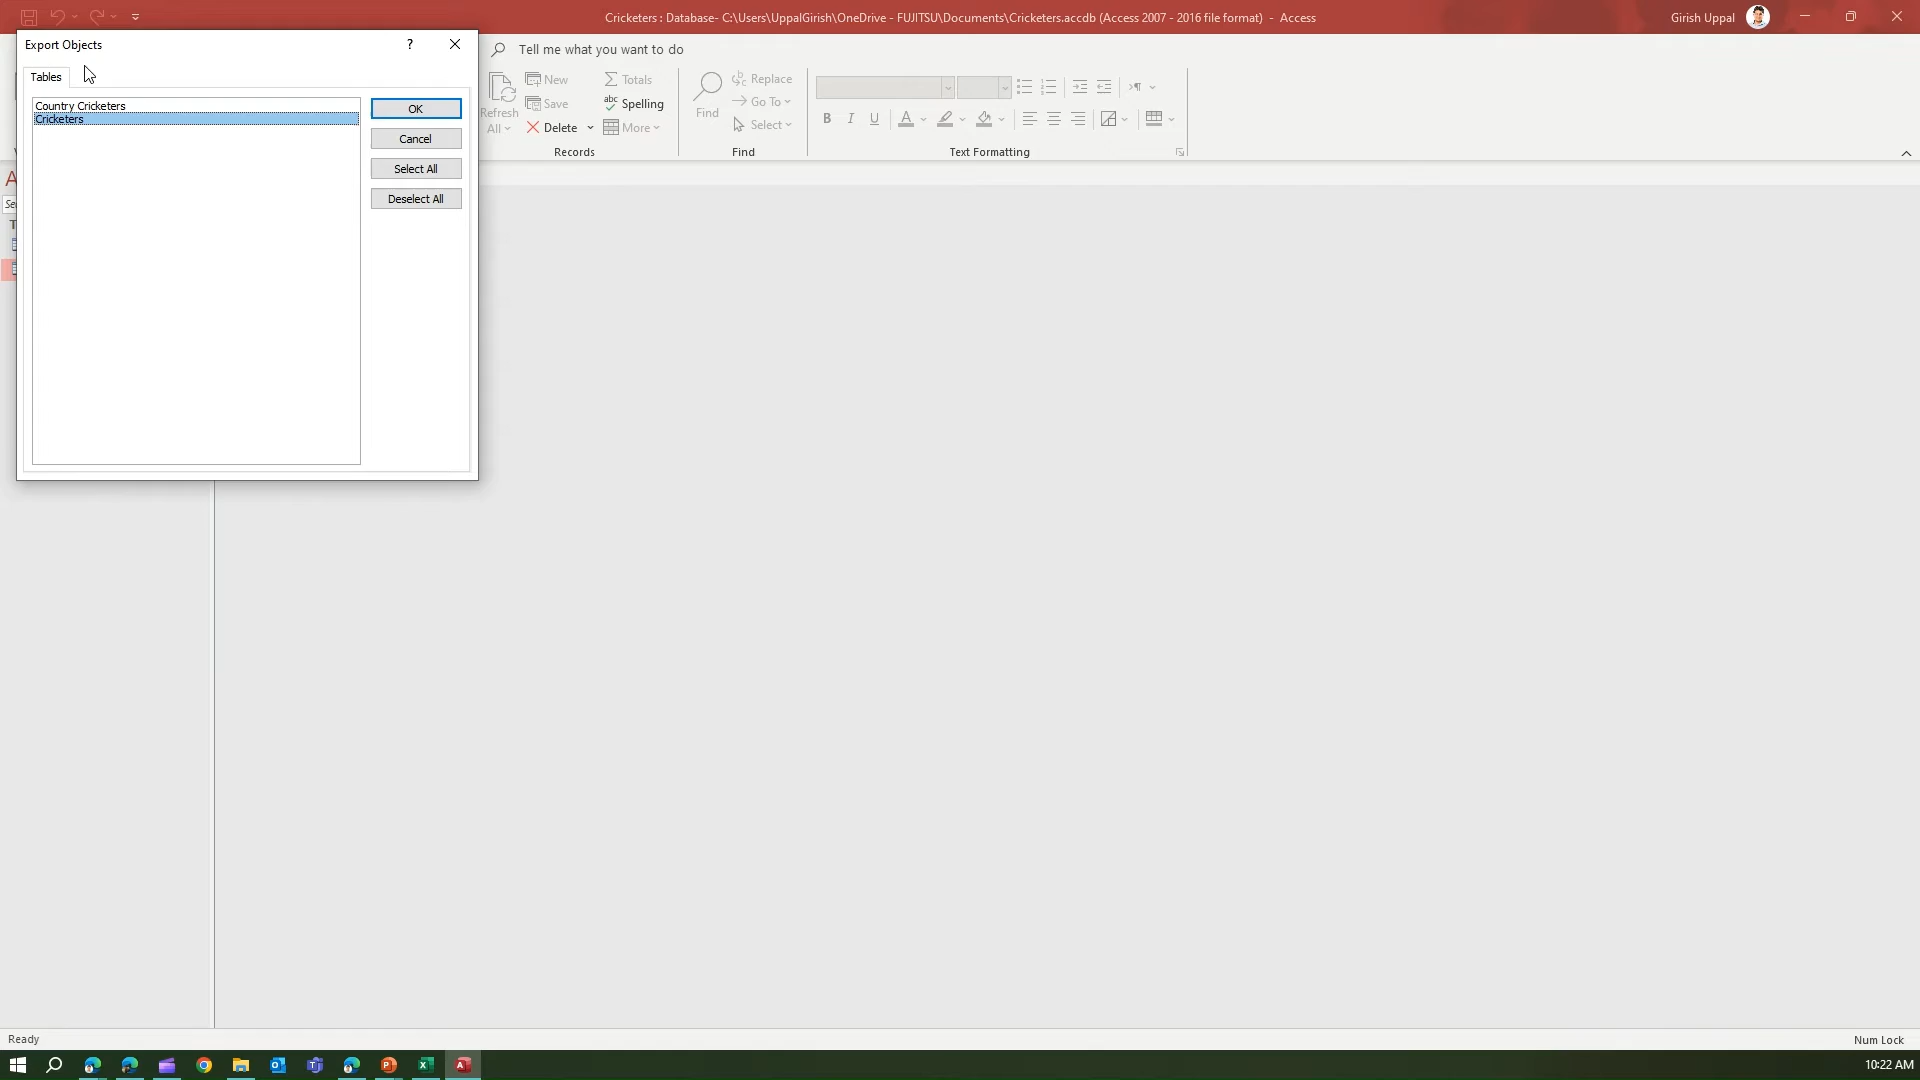 Cricketers : Database- C:\Users\UppalGirish\OneDrive - FUJITSU\Documents\Cricketers.accdb (Access 2007 - 2016 file format) - Access
Girish Uppal
Export Objects
?
Tell me what you want to do
Tables
Country Cricketers
Cricketers
OK
Cancel
Select All
Deselect All
Refresh
All
New
Save
Delete
Totals
Spelling
More
Records
Find
Replace
Go To
Select
Find
B I U A
Text Formatting
Ready
Num Lock
10:22 AM